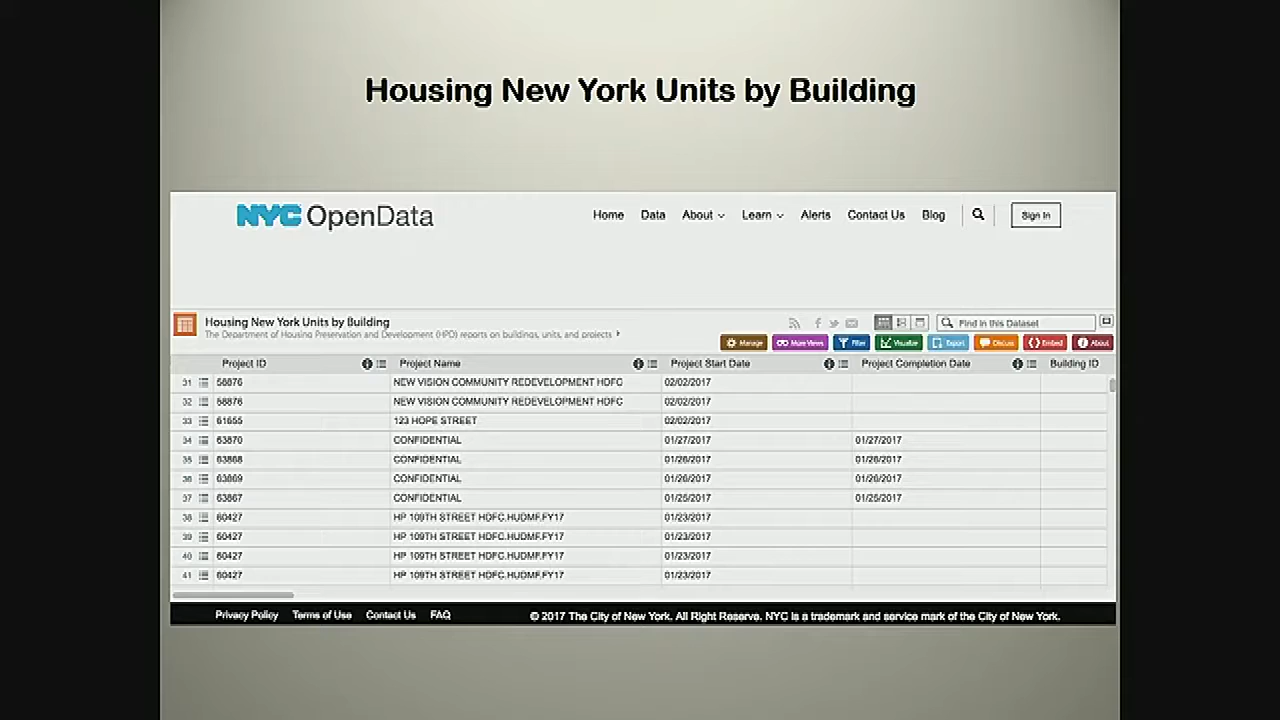 Housing New York Units by Building
NYC OpenData Home Data About Learn Alerts Contact Us Blog Sign In
Housing New York Units by Building
The Department of Housing Preservation and Development (HPD) reports on buildings, units, and projects
Find in this Dataset
Manage More Views Filter Visualize Export Discuss Embed About
Project ID Project Name Project Start Date Project Completion Date Building ID
31 58876 NEW VISION COMMUNITY REDEVELOPMENT HDFC 02/02/2017
32 58876 NEW VISION COMMUNITY REDEVELOPMENT HDFC 02/02/2017
33 61655 123 HOPE STREET 02/02/2017
34 63870 CONFIDENTIAL 01/27/2017 01/27/2017
35 63868 CONFIDENTIAL 01/26/2017 01/26/2017
36 63869 CONFIDENTIAL 01/26/2017 01/26/2017
37 63867 CONFIDENTIAL 01/25/2017 01/25/2017
38 60427 HP 109TH STREET HDFC.HUDMF.FY17 01/23/2017
39 60427 HP 109TH STREET HDFC.HUDMF.FY17 01/23/2017
40 60427 HP 109TH STREET HDFC.HUDMF.FY17 01/23/2017
41 60427 HP 109TH STREET HDFC.HUDMF.FY17 01/23/2017
Privacy Policy Terms of Use Contact Us FAQ © 2017 The City of New York. All Right Reserve. NYC is a trademark and service mark of the City of New York.